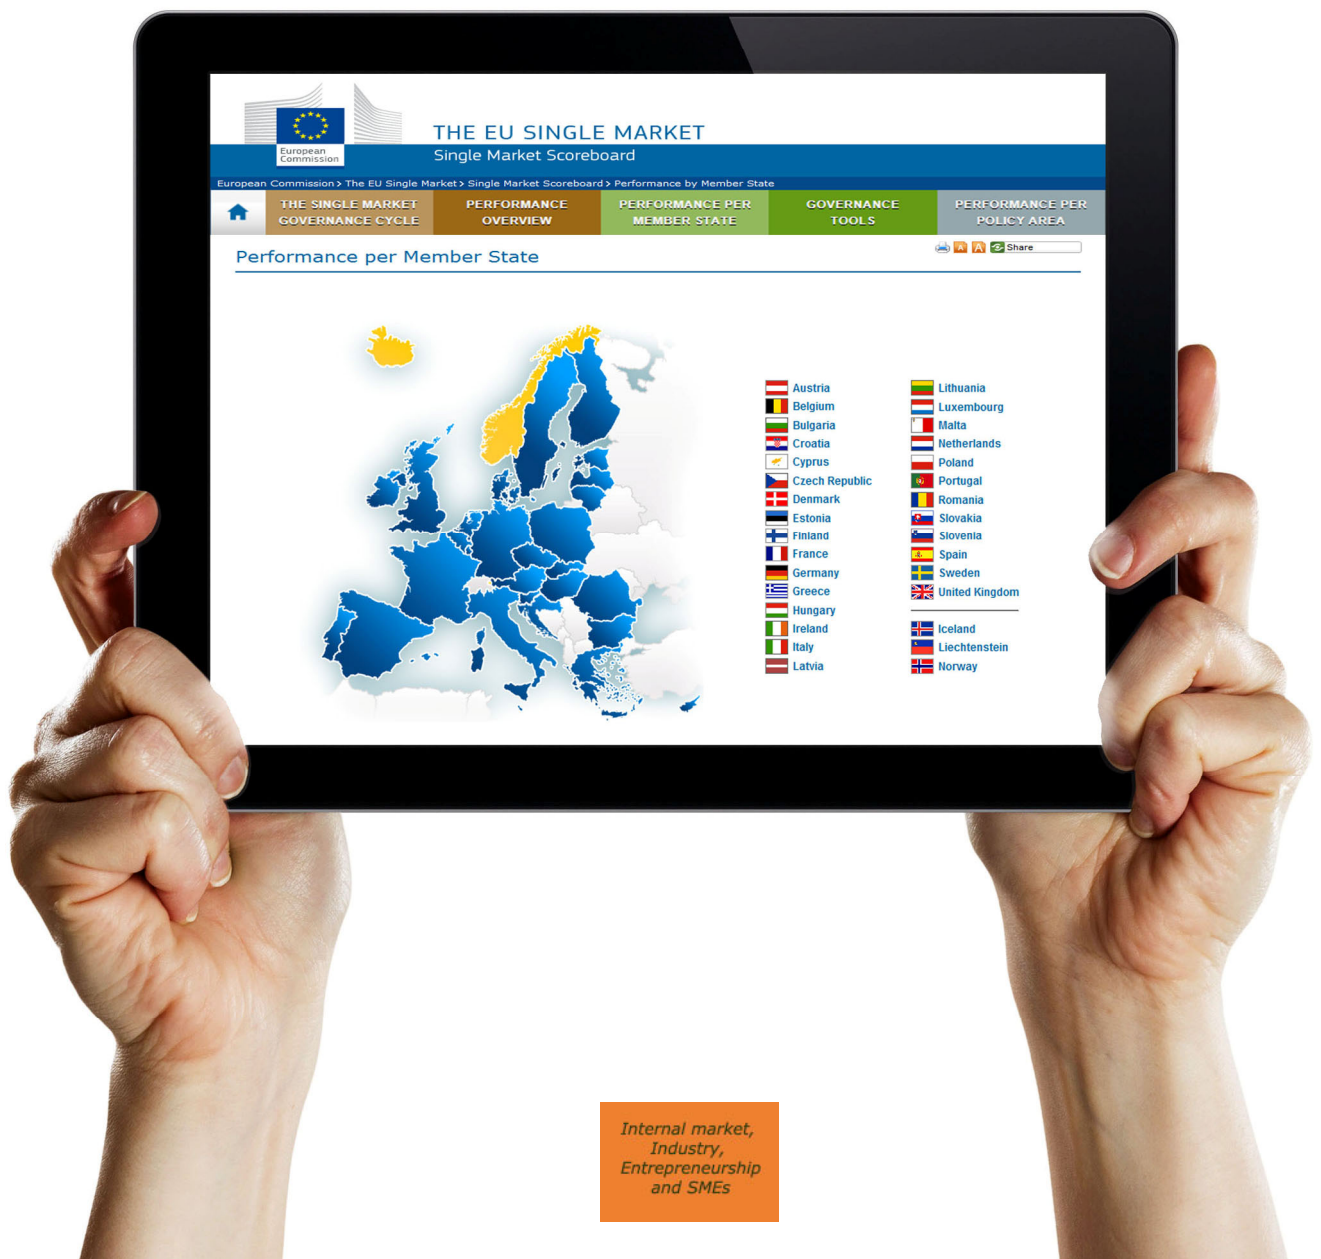 European
Commission
THE EU SINGLE MARKET
Single Market Scoreboard
European Commission > The EU Single Market > Single Market Scoreboard > Performance by Member State
THE SINGLE MARKET
GOVERNANCE CYCLE
PERFORMANCE
OVERVIEW
PERFORMANCE PER
MEMBER STATE
GOVERNANCE
TOOLS
PERFORMANCE PER
POLICY AREA
A
A
Share
Performance per Member State
Austria
Belgium
Bulgaria
Croatia
Cyprus
Czech Republic
Denmark
Estonia
Finland
France
Germany
Greece
Hungary
Ireland
Italy
Latvia
Lithuania
Luxembourg
Malta
Netherlands
Poland
Portugal
Romania
Slovakia
Slovenia
Spain
Sweden
United Kingdom
Iceland
Liechtenstein
Norway
Internal market,
Industry,
Entrepreneurship
and SMEs